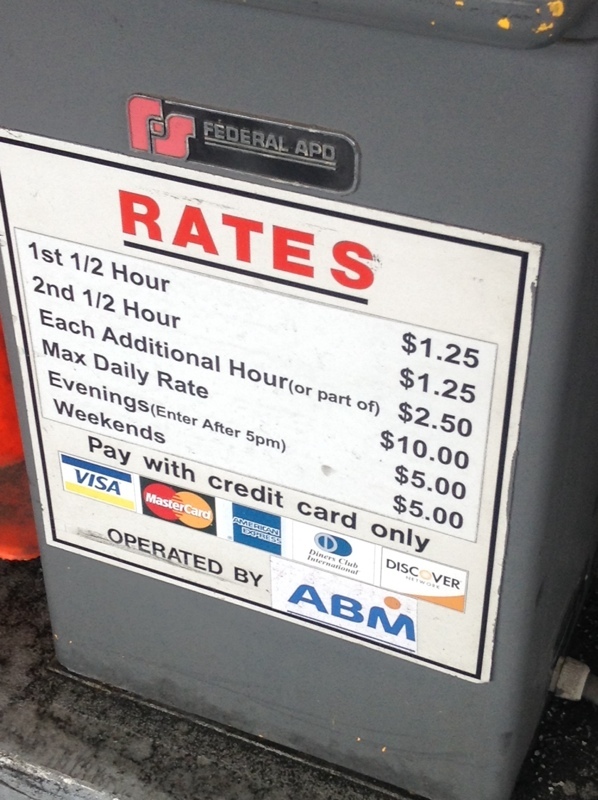 FS FEDERAL APD
RATES
1st 1/2 Hour $1.25
2nd 1/2 Hour $1.25
Each Additional Hour(or part of) $2.50
Max Daily Rate $10.00
Evenings(Enter After 5pm) $5.00
Weekends $5.00
Pay with credit card only
VISA MasterCard AMERICAN EXPRESS Diners Club International DISCOVER NETWORK
OPERATED BY ABM